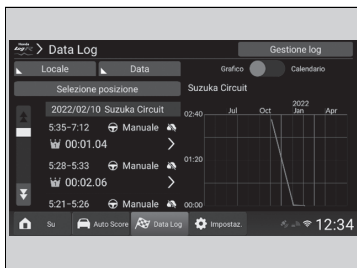 Honda
LogR > Data Log
Gestione log
Locale
Data
Grafico
Calendario
Selezione posizione
Suzuka Circuit
2022/02/10 Suzuka Circuit
5:35-7:12 Manuale
00:01.04
5:28-5:33 Manuale
00:02.06
5:21-5:26 Manuale
02:40
01:20
00:00
Jul
Oct
2022
Jan
Apr
Su
Auto Score
Data Log
Impostaz.
12:34